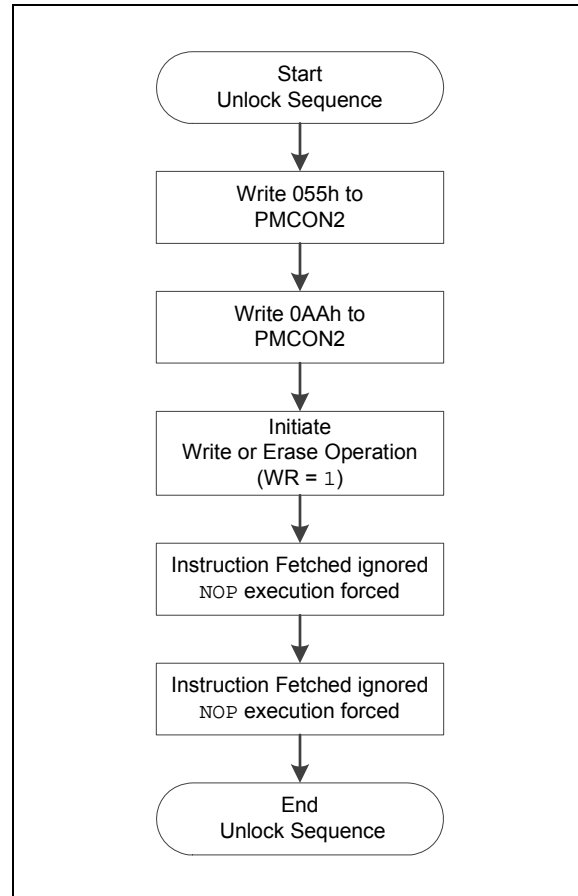 Start
Unlock Sequence
Write 055h to
PMCON2
Write 0AAh to
PMCON2
Initiate
Write or Erase Operation
(WR = 1)
Instruction Fetched ignored
NOP execution forced
Instruction Fetched ignored
NOP execution forced
End
Unlock Sequence